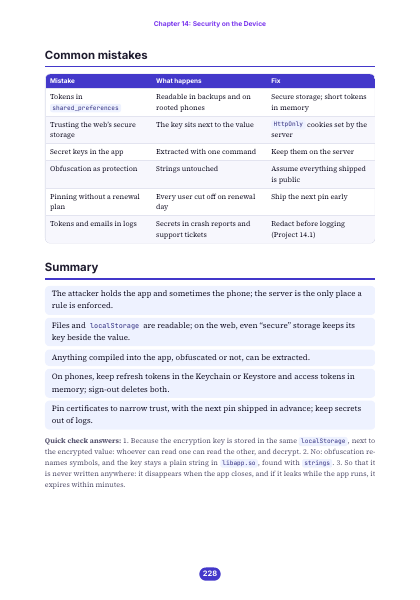 Chapter 14: Security on the Device
Common mistakes
Mistake What happens Fix
Tokens in Readable in backups and on Secure storage; short tokens
shared_preferences rooted phones in memory
Trusting the web's secure The key sits next to the value HttpOnly cookies set by the
storage server
Secret keys in the app Extracted with one command Keep them on the server
Obfuscation as protection Strings untouched Assume everything shipped
is public
Pinning without a renewal Every user cut off on renewal Ship the next pin early
plan day
Tokens and emails in logs Secrets in crash reports and Redact before logging
support tickets (Project 14.1)
Summary
The attacker holds the app and sometimes the phone; the server is the only place a
rule is enforced.
Files and localStorage are readable; on the web, even “secure” storage keeps its
key beside the value.
Anything compiled into the app, obfuscated or not, can be extracted.
On phones, keep refresh tokens in the Keychain or Keystore and access tokens in
memory; sign-out deletes both.
Pin certificates to narrow trust, with the next pin shipped in advance; keep secrets
out of logs.
Quick check answers: 1. Because the encryption key is stored in the same localStorage, next to
the encrypted value: whoever can read one can read the other, and decrypt. 2. No: obfuscation re-
names symbols, and the key stays a plain string in libapp.so, found with strings. 3. So that it
is never written anywhere: it disappears when the app closes, and if it leaks while the app runs, it
expires within minutes.
228